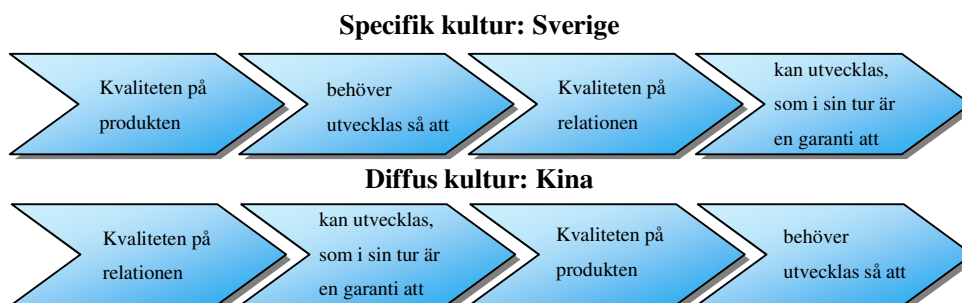 Specifik kultur: Sverige
Kvaliteten på
produkten
behöver
utvecklas så att
Kvaliteten på
relationen
kan utvecklas,
som i sin tur är
en garanti att
Diffus kultur: Kina
Kvaliteten på
relationen
kan utvecklas,
som i sin tur är
en garanti att
Kvaliteten på
produkten
behöver
utvecklas så att